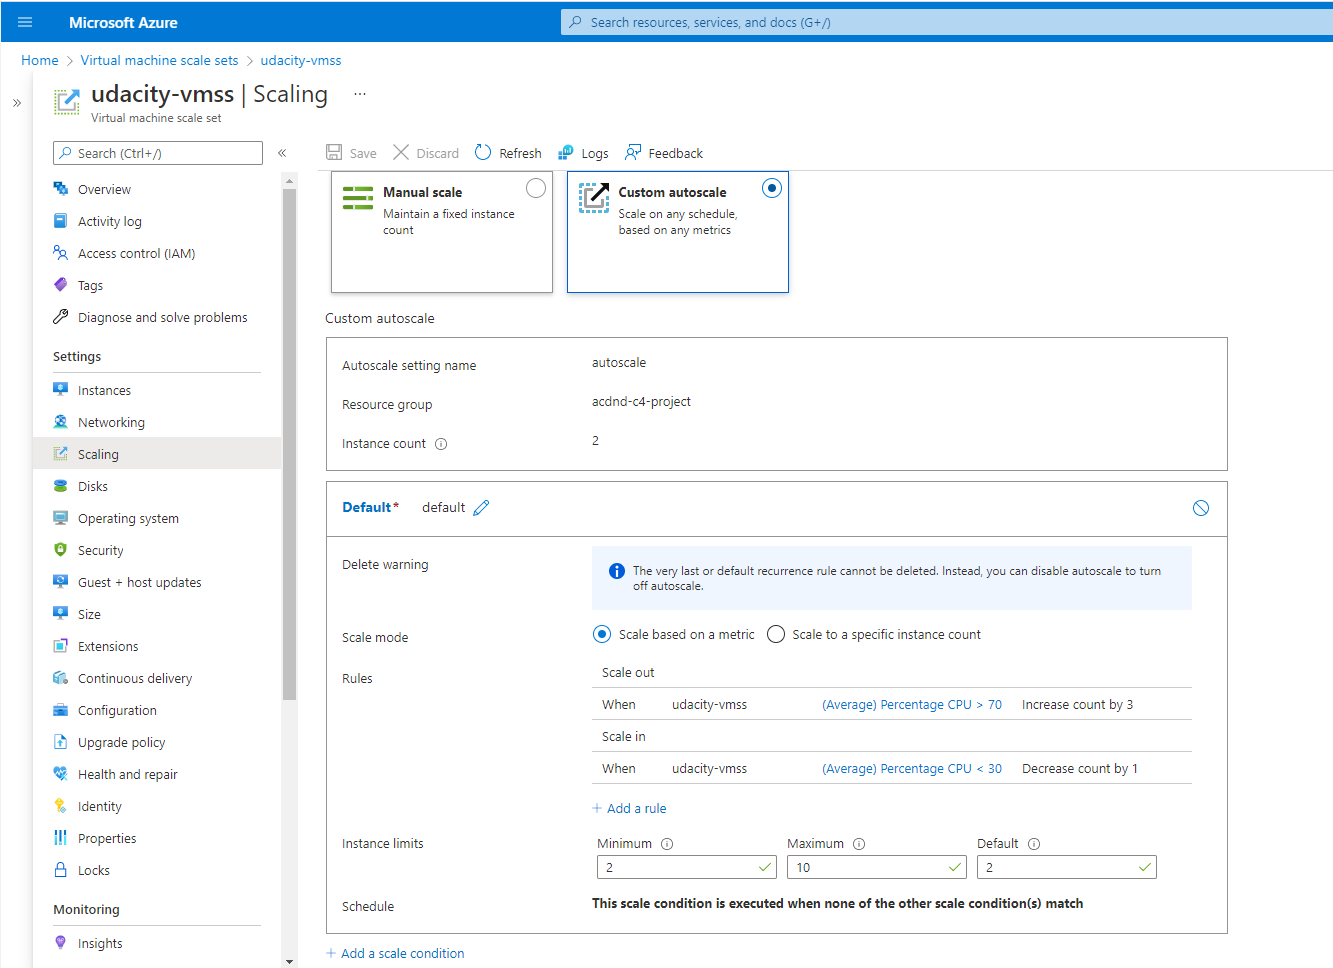 Microsoft Azure
Search resources, services, and docs (G+/)
Home > Virtual machine scale sets > udacity-vmss
udacity-vmss | Scaling ...
Virtual machine scale set
Search (Ctrl+/)
Save Discard Refresh Logs Feedback
Overview
Activity log
Access control (IAM)
Tags
Diagnose and solve problems
Settings
Instances
Networking
Scaling
Disks
Operating system
Security
Guest + host updates
Size
Extensions
Continuous delivery
Configuration
Upgrade policy
Health and repair
Identity
Properties
Locks
Monitoring
Insights
Manual scale
Maintain a fixed instance
count
Custom autoscale
Scale on any schedule,
based on any metrics
Custom autoscale
Autoscale setting name autoscale
Resource group acdnd-c4-project
Instance count 2
Default* default
Delete warning
The very last or default recurrence rule cannot be deleted. Instead, you can disable autoscale to turn
off autoscale.
Scale mode Scale based on a metric Scale to a specific instance count
Rules
Scale out
When udacity-vmss (Average) Percentage CPU > 70 Increase count by 3
Scale in
When udacity-vmss (Average) Percentage CPU < 30 Decrease count by 1
+ Add a rule
Instance limits
Minimum Maximum Default
2 10 2
Schedule This scale condition is executed when none of the other scale condition(s) match
+ Add a scale condition